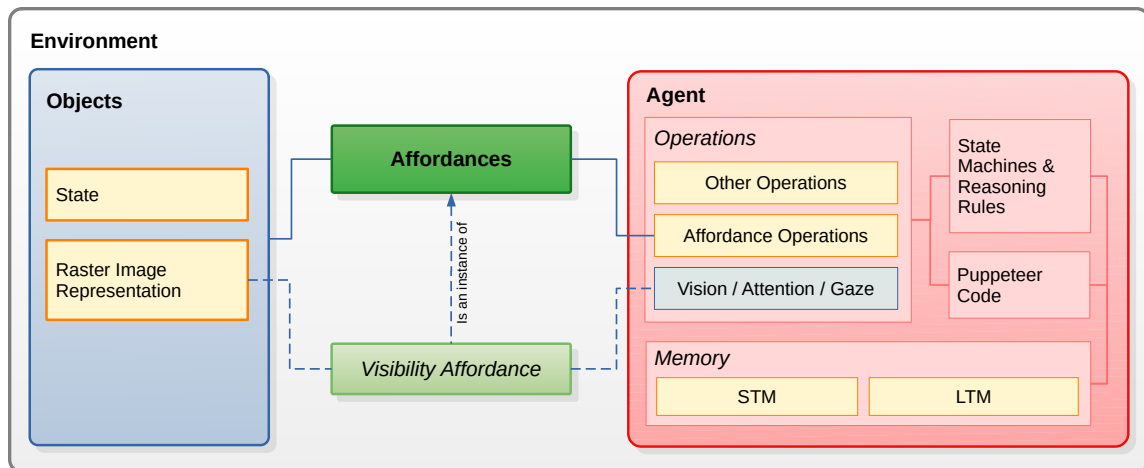 Environment
Objects
State
Raster Image
Representation
Affordances
Is an instance of
Visibility Affordance
Agent
Operations
Other Operations
Affordance Operations
Vision / Attention / Gaze
State
Machines &
Reasoning
Rules
Puppeteer
Code
Memory
STM
LTM